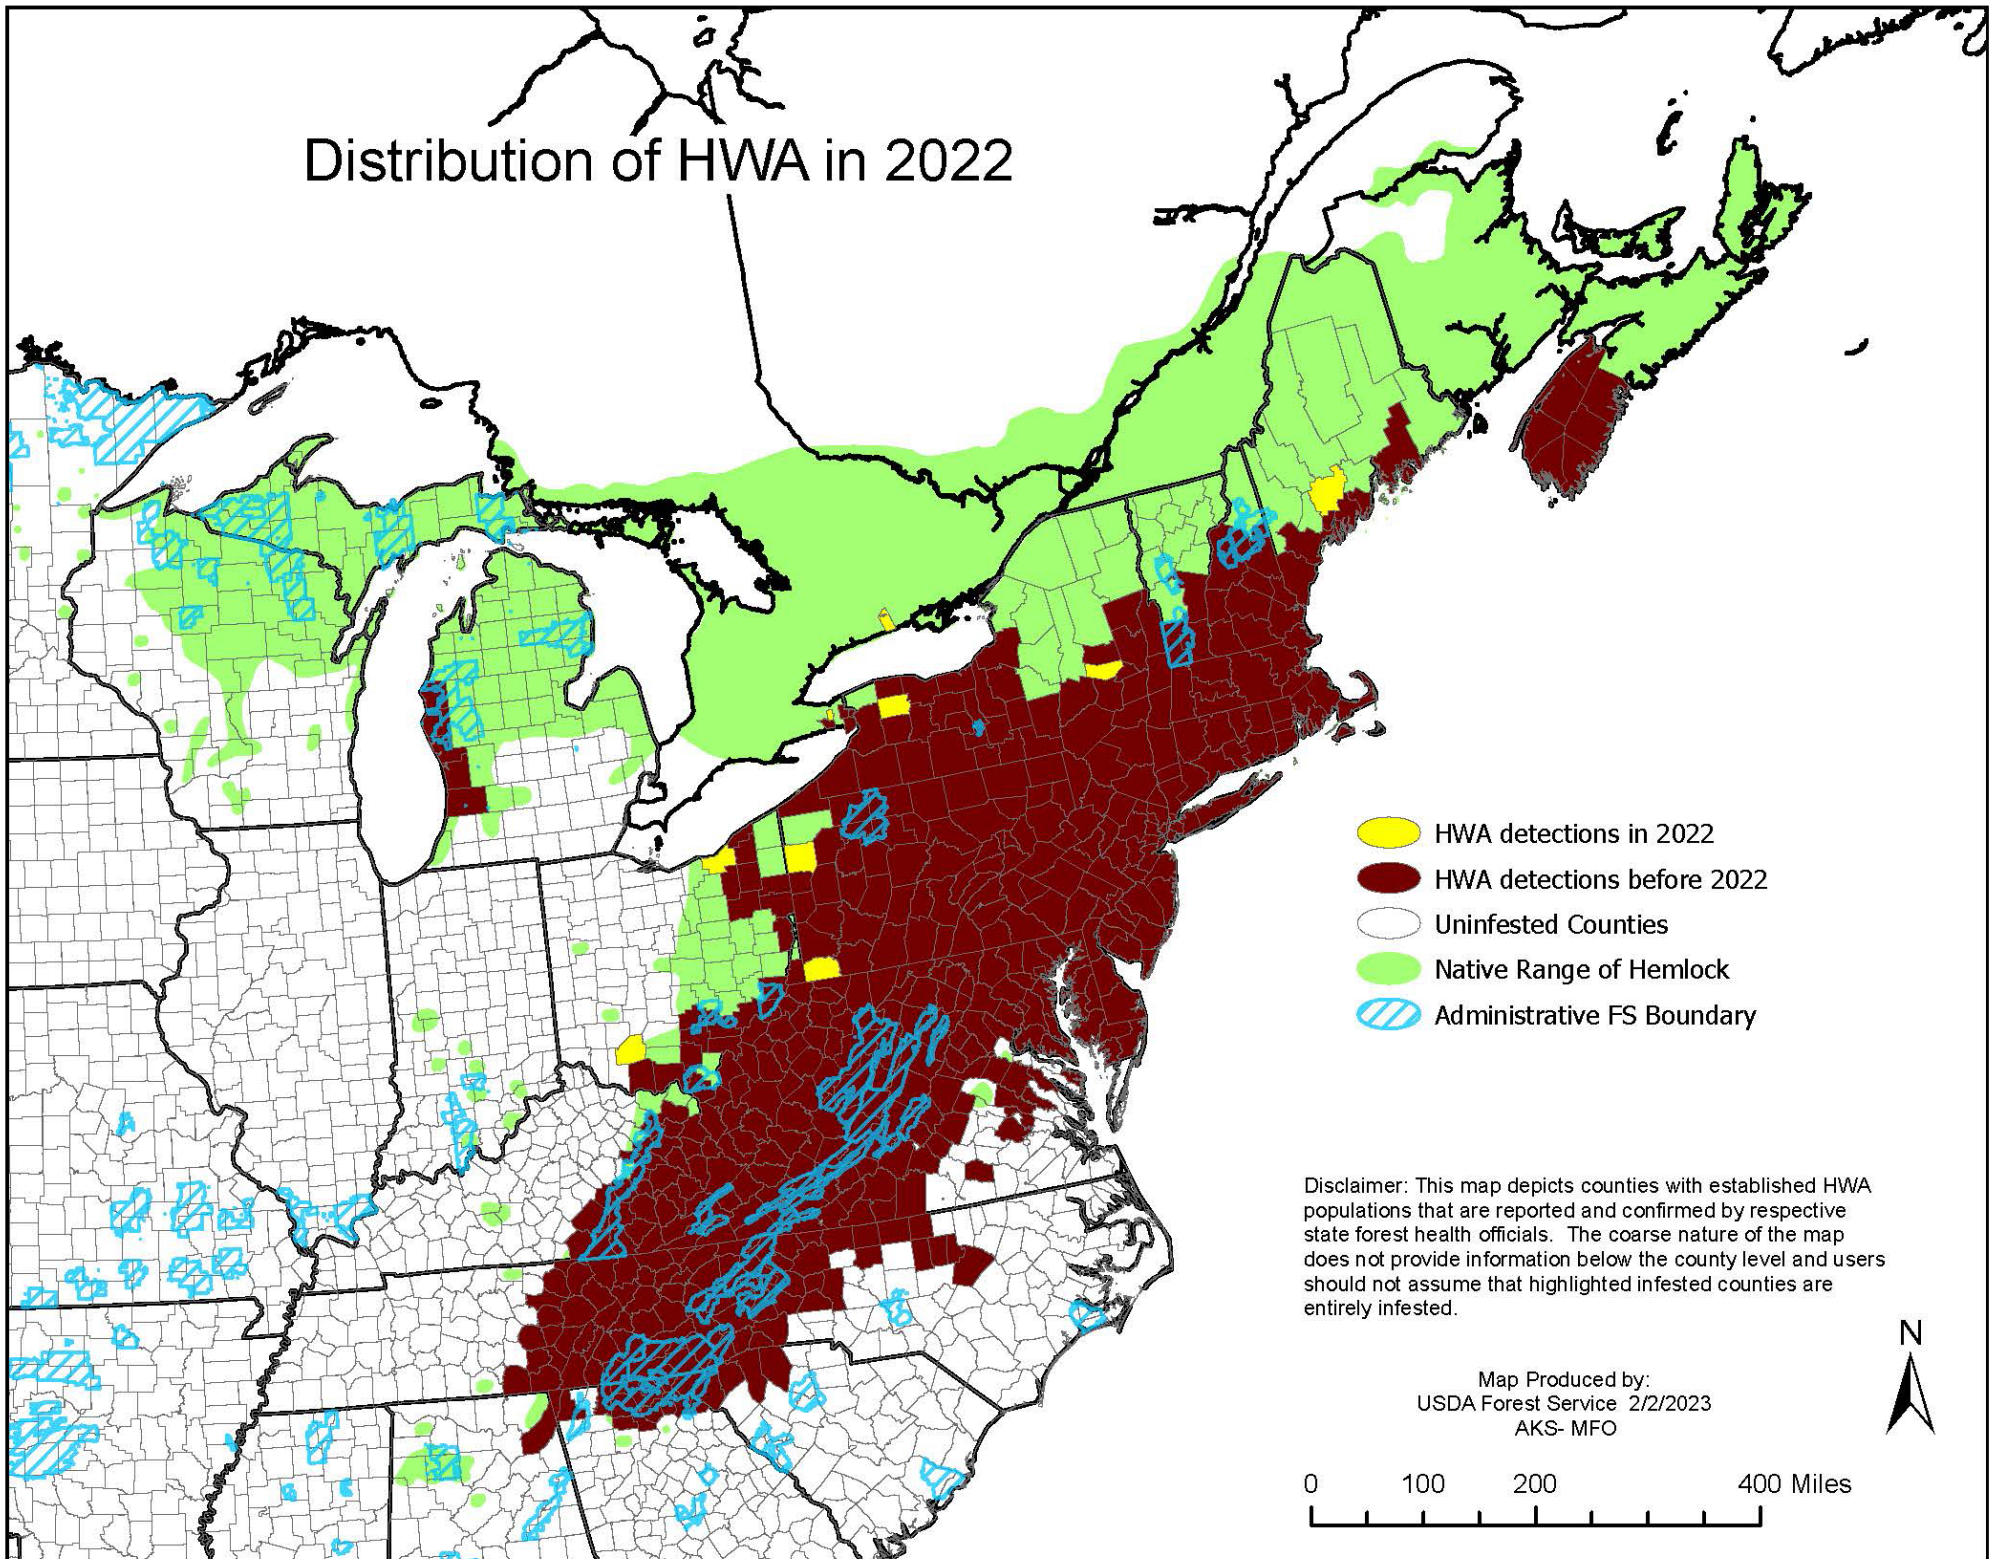 Distribution of HWA in 2022
HWA detections in 2022
HWA detections before 2022
Uninfested Counties
Native Range of Hemlock
Administrative FS Boundary
Disclaimer: This map depicts counties with established HWA
populations that are reported and confirmed by respective
state forest health officials.  The coarse nature of the map
does not provide information below the county level and users
should not assume that highlighted infested counties are
entirely infested.
Map Produced by:
USDA Forest Service  2/2/2023
AKS- MFO
N
0 100 200 400 Miles